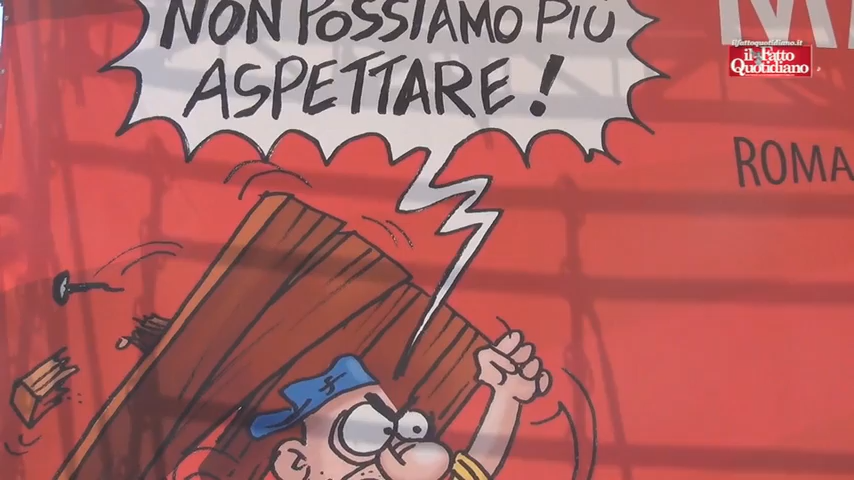 NON POSSIAMO PIÙ
ASPETTARE!
ilfattoquotidiano.it
il Fatto
Quotidiano
ROMA